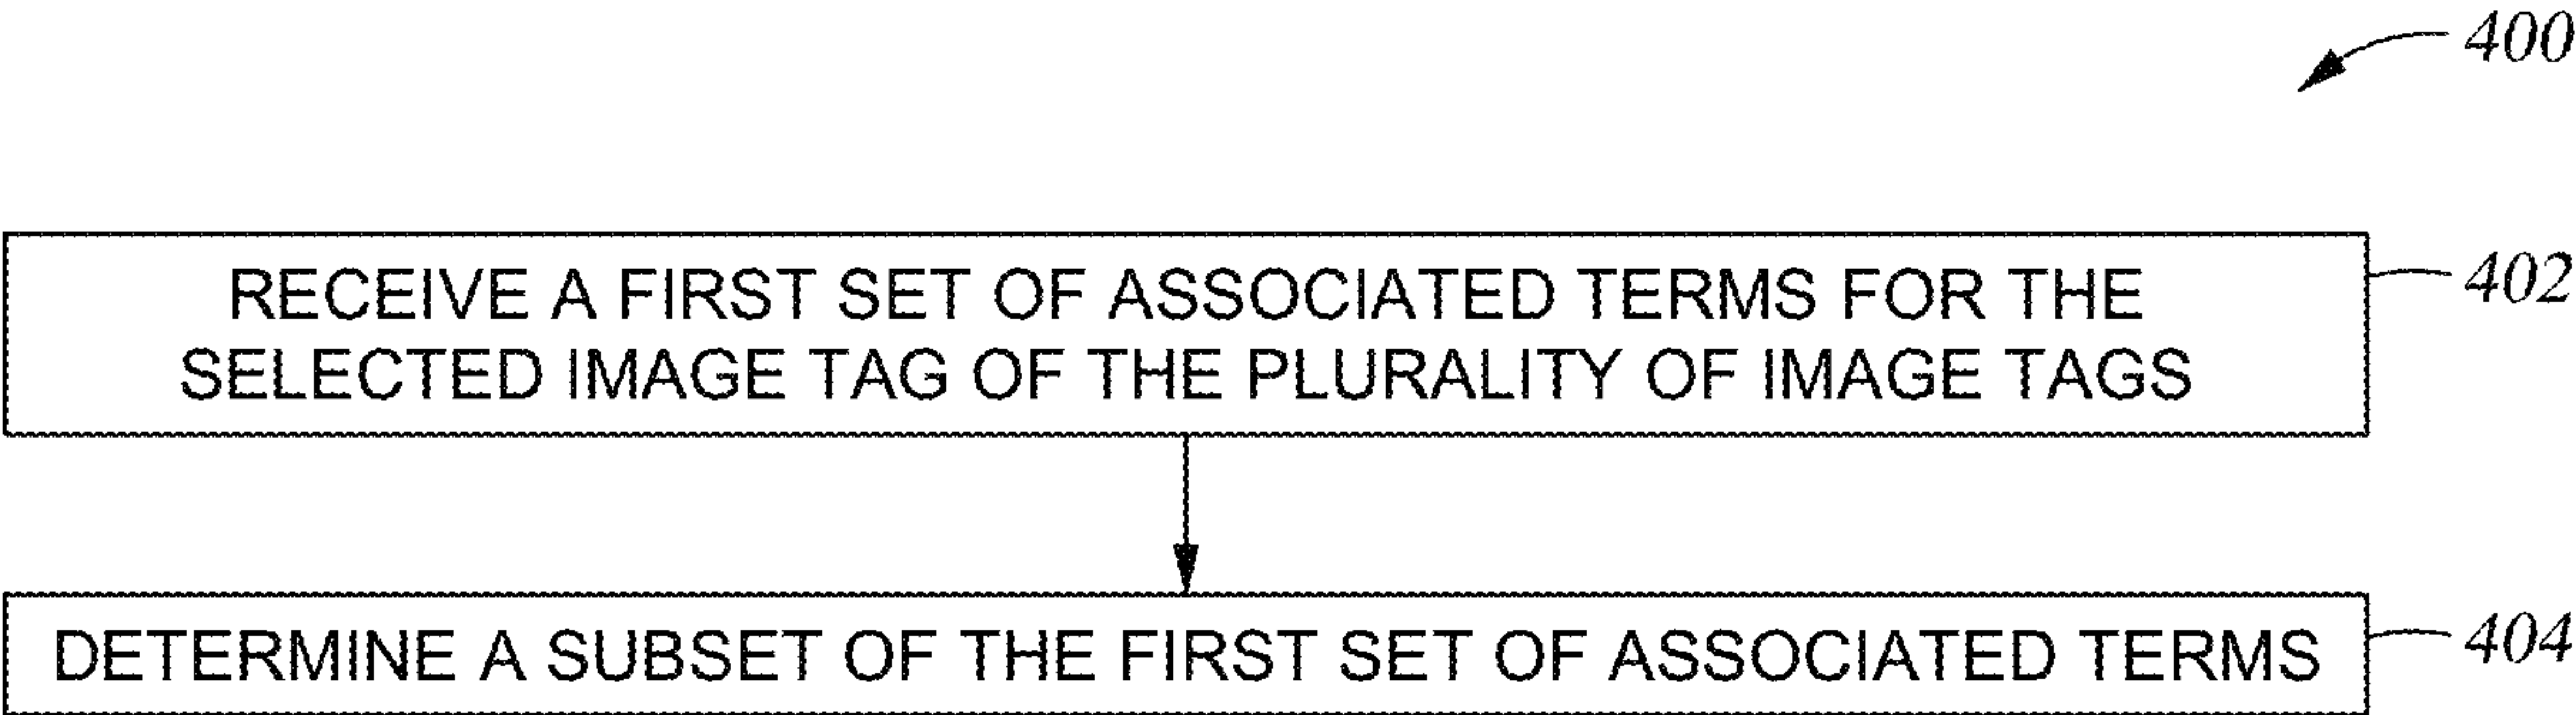 400
RECEIVE A FIRST SET OF ASSOCIATED TERMS FOR THE
SELECTED IMAGE TAG OF THE PLURALITY OF IMAGE TAGS
402
DETERMINE A SUBSET OF THE FIRST SET OF ASSOCIATED TERMS
404